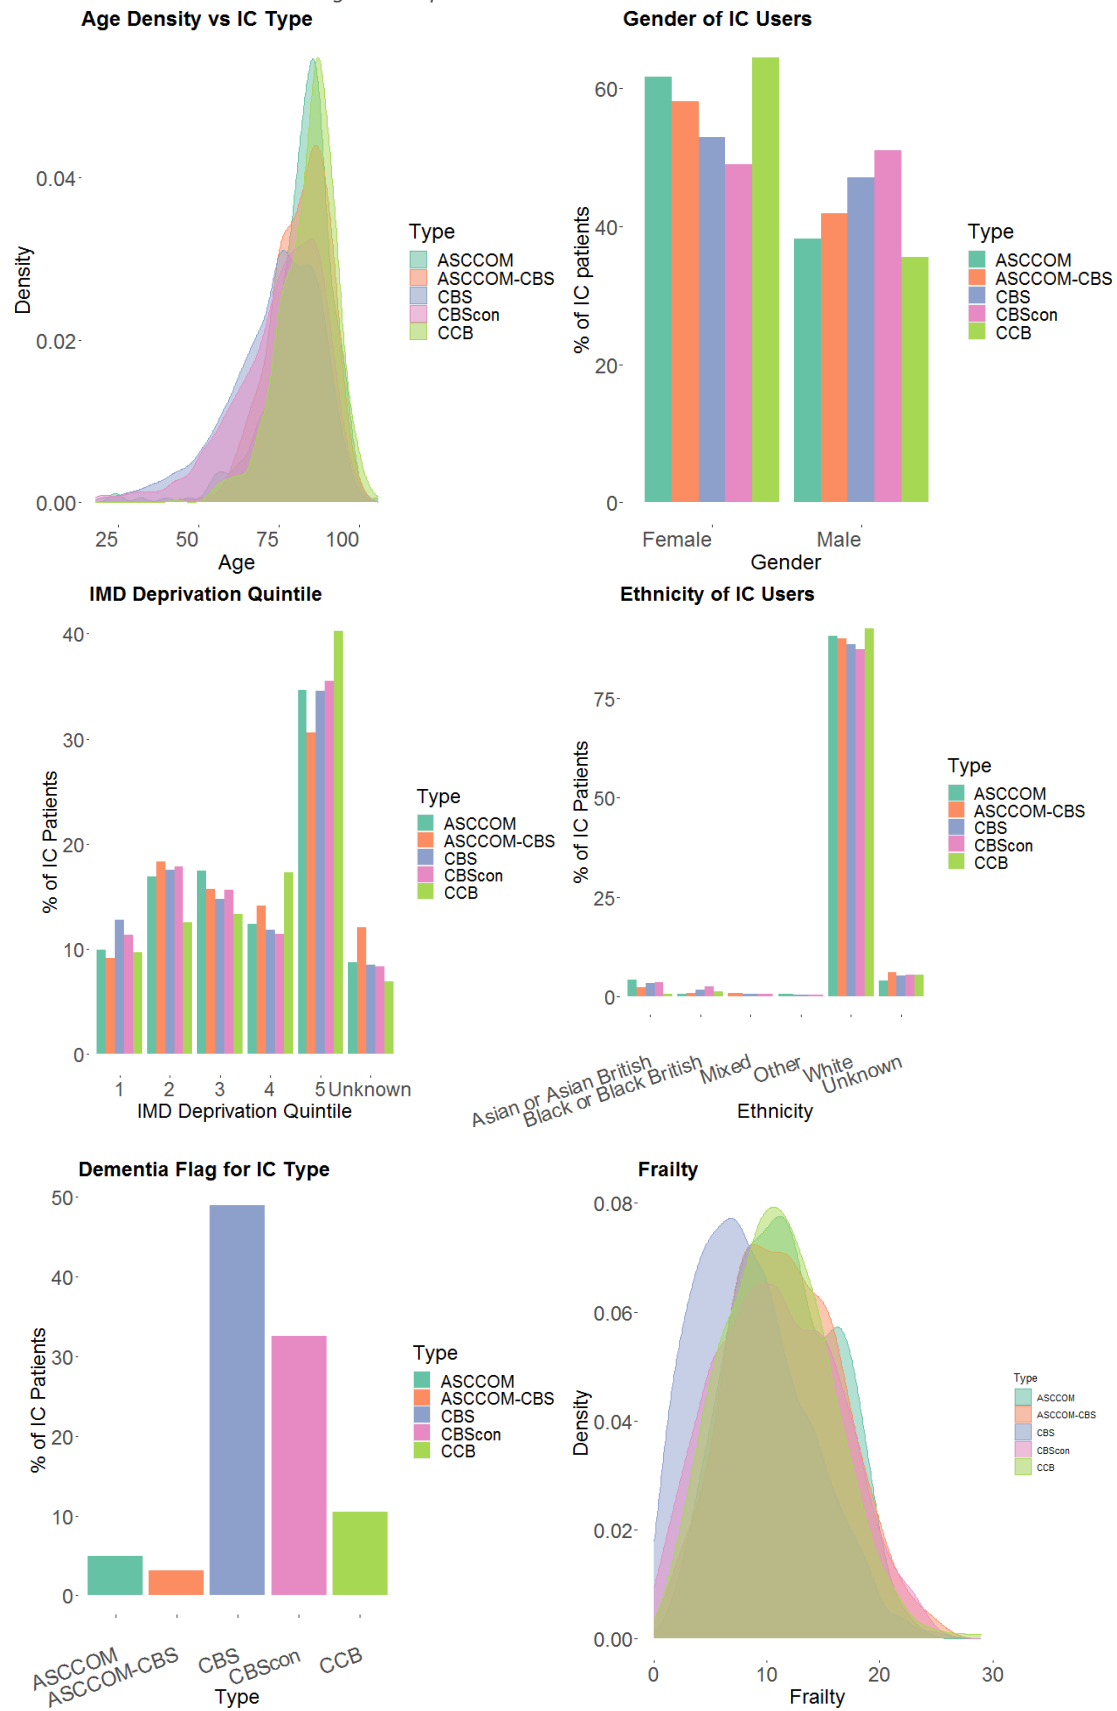 Age Density vs IC Type
Density
0.04
0.02
0.00
25 50 75 100
Age
Type
ASCCOM
ASCCOM-CBS
CBS
CBScon
CCB
Gender of IC Users
% of IC patients
60
40
20
0
Female Male
Gender
Type
ASCCOM
ASCCOM-CBS
CBS
CBScon
CCB
IMD Deprivation Quintile
% of IC Patients
40
30
20
10
0
1 2 3 4 5 Unknown
IMD Deprivation Quintile
Type
ASCCOM
ASCCOM-CBS
CBS
CBScon
CCB
Ethnicity of IC Users
% of IC Patients
75
50
25
0
Asian or Asian British
Black or Black British
Mixed
Other
White
Unknown
Ethnicity
Type
ASCCOM
ASCCOM-CBS
CBS
CBScon
CCB
Dementia Flag for IC Type
% of IC Patients
50
40
30
20
10
0
ASCCOM
ASCCOM-CBS
CBS
CBScon
CCB
Type
Type
ASCCOM
ASCCOM-CBS
CBS
CBScon
CCB
Frailty
Density
0.08
0.06
0.04
0.02
0.00
0 10 20 30
Frailty
Type
ASCCOM
ASCCOM-CBS
CBS
CBScon
CCB